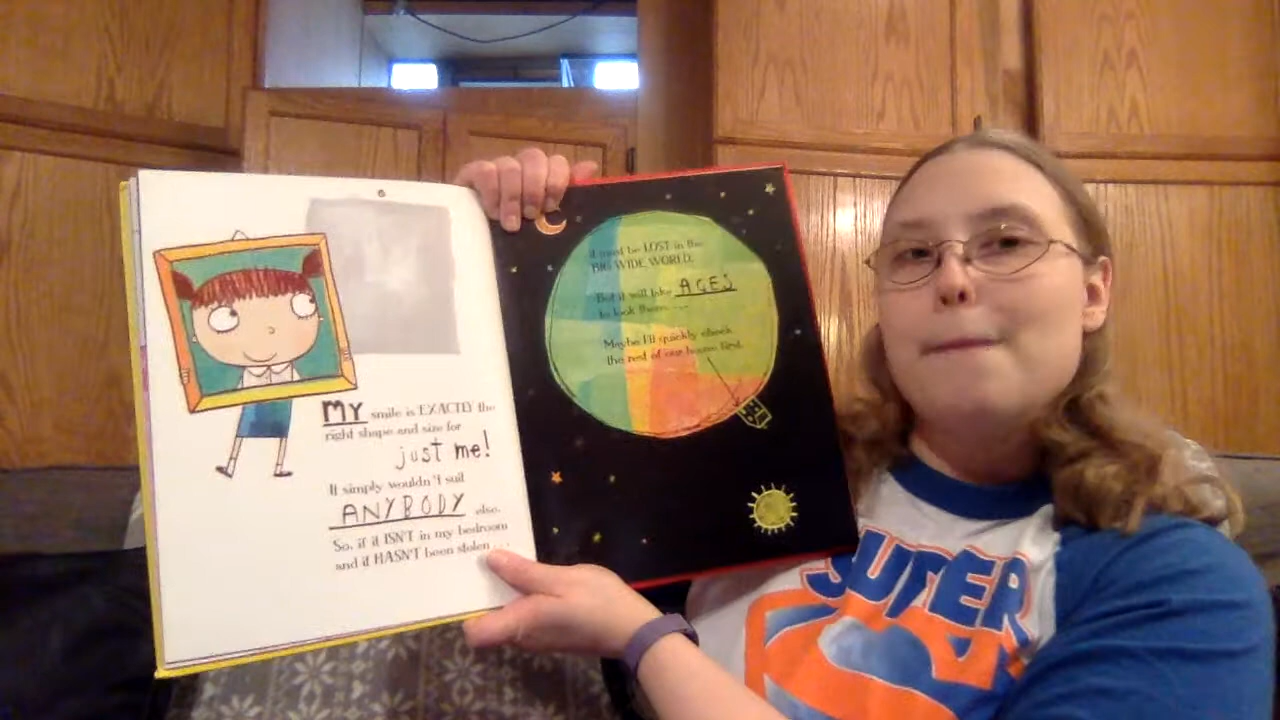 MY smile is EXACTLY the
right shape and size for
just me!
It simply wouldn't suit
ANYBODY else.
So, if it ISN'T in my bedroom
and it HASN'T been stolen...
it must be LOST in the
BIG WIDE WORLD.
But it will take AGES
to look there...
Maybe I'll quickly check
the rest of our house first.
SUPER